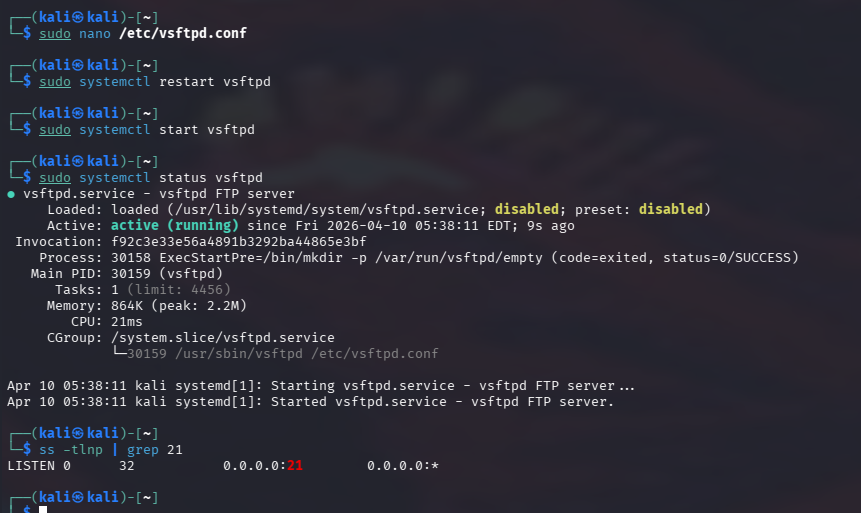 ┌──(kali㉿kali)-[~]
└─$ sudo nano /etc/vsftpd.conf
┌──(kali㉿kali)-[~]
└─$ sudo systemctl restart vsftpd
┌──(kali㉿kali)-[~]
└─$ sudo systemctl start vsftpd
┌──(kali㉿kali)-[~]
└─$ sudo systemctl status vsftpd
● vsftpd.service - vsftpd FTP server
Loaded: loaded (/usr/lib/systemd/system/vsftpd.service; disabled; preset: disabled)
Active: active (running) since Fri 2026-04-10 05:38:11 EDT; 9s ago
Invocation: f92c3e33e56a4891b3292ba44865e3bf
Process: 30158 ExecStartPre=/bin/mkdir -p /var/run/vsftpd/empty (code=exited, status=0/SUCCESS)
Main PID: 30159 (vsftpd)
Tasks: 1 (limit: 4456)
Memory: 864K (peak: 2.2M)
CPU: 21ms
CGroup: /system.slice/vsftpd.service
└─30159 /usr/sbin/vsftpd /etc/vsftpd.conf
Apr 10 05:38:11 kali systemd[1]: Starting vsftpd.service - vsftpd FTP server...
Apr 10 05:38:11 kali systemd[1]: Started vsftpd.service - vsftpd FTP server.
┌──(kali㉿kali)-[~]
└─$ ss -tlnp | grep 21
LISTEN 0 32 0.0.0.0:21 0.0.0.0:*
┌──(kali㉿kali)-[~]
└─$